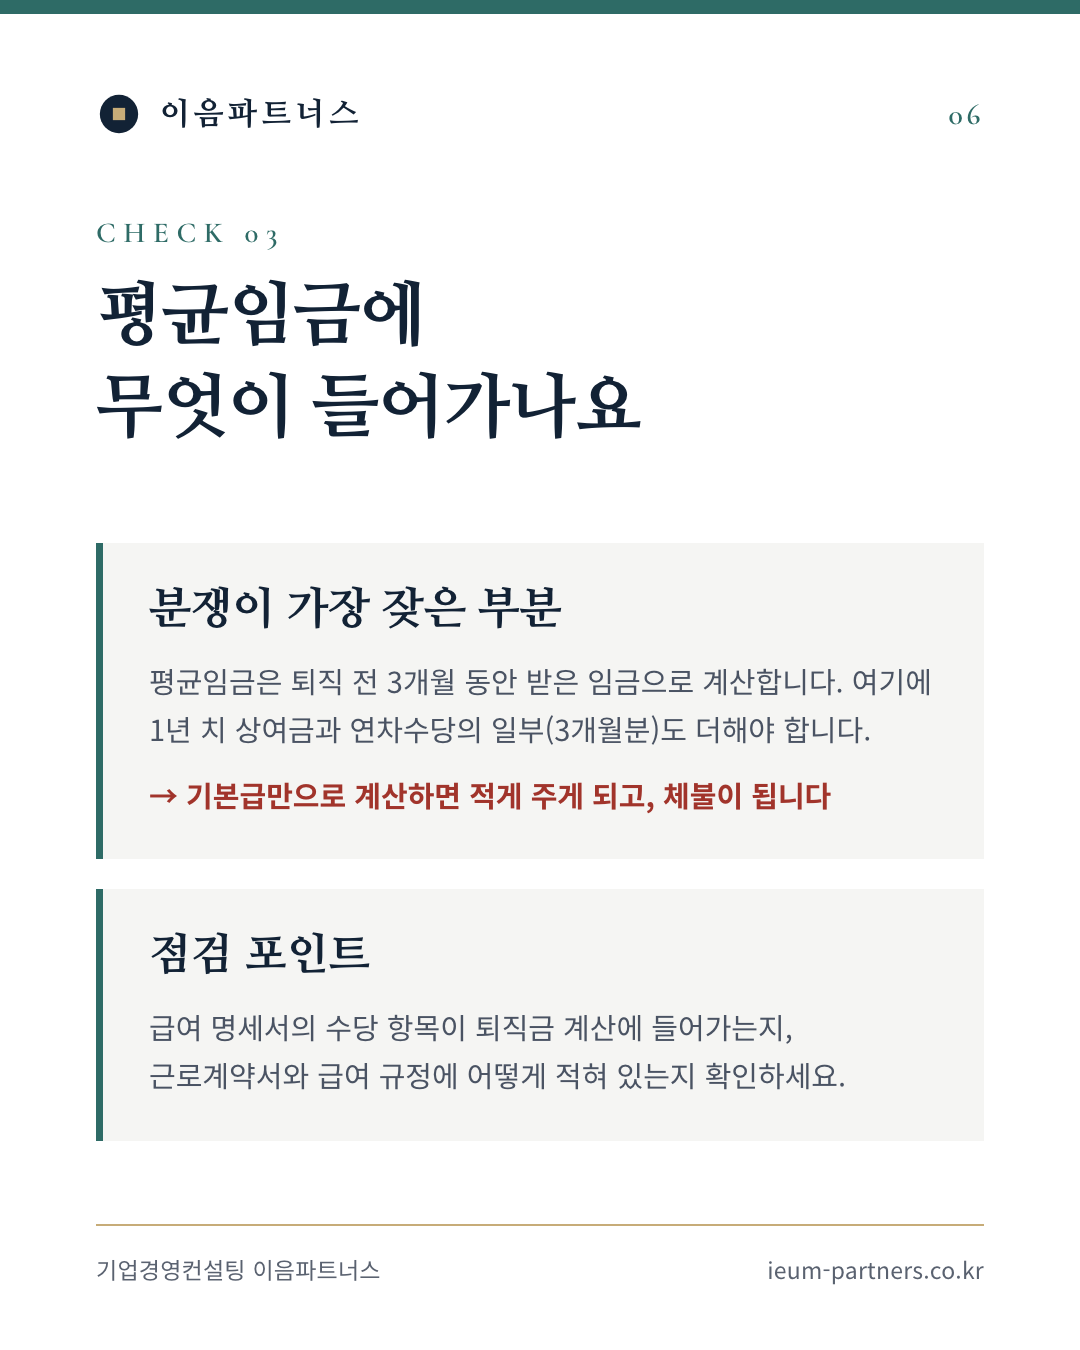 이음파트너스
06
CHECK 03
평균임금에
무엇이 들어가나요
분쟁이 가장 잦은 부분
평균임금은 퇴직 전 3개월 동안 받은 임금으로 계산합니다. 여기에
1년 치 상여금과 연차수당의 일부(3개월분)도 더해야 합니다.
→ 기본급만으로 계산하면 적게 주게 되고, 체불이 됩니다
점검 포인트
급여 명세서의 수당 항목이 퇴직금 계산에 들어가는지,
근로계약서와 급여 규정에 어떻게 적혀 있는지 확인하세요.
기업경영컨설팅 이음파트너스
ieum-partners.co.kr